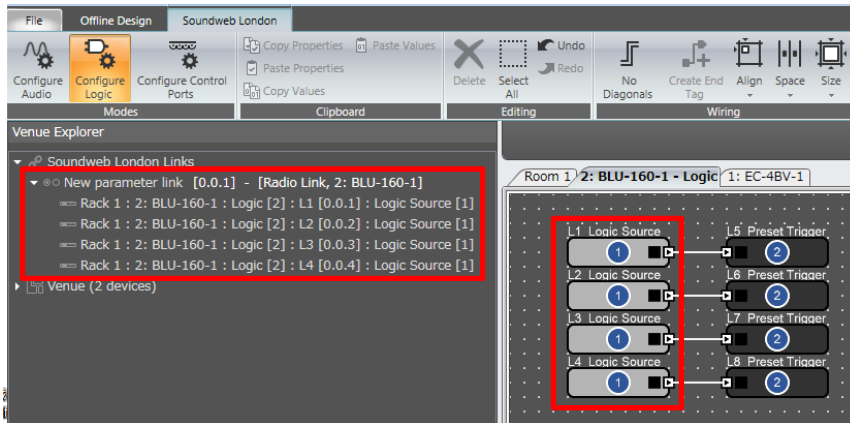 File Offline Design Soundweb London
Copy Properties Paste Values
Paste Properties
Copy Values
Undo
Redo
Configure Audio
Configure Logic
Configure Control Ports
Delete
Select All
No Diagonals
Create End Tag
Align
Space
Size
Modes Clipboard Editing Wiring
Venue Explorer
Soundweb London Links
New parameter link [0.0.1] - [Radio Link, 2: BLU-160-1]
Rack 1 : 2: BLU-160-1 : Logic [2] : L1 [0.0.1] : Logic Source [1]
Rack 1 : 2: BLU-160-1 : Logic [2] : L2 [0.0.2] : Logic Source [1]
Rack 1 : 2: BLU-160-1 : Logic [2] : L3 [0.0.3] : Logic Source [1]
Rack 1 : 2: BLU-160-1 : Logic [2] : L4 [0.0.4] : Logic Source [1]
Venue (2 devices)
Room 1 2: BLU-160-1 - Logic 1: EC-4BV-1
L1 Logic Source L5 Preset Trigger
1 2
L2 Logic Source L6 Preset Trigger
1 2
L3 Logic Source L7 Preset Trigger
1 2
L4 Logic Source L8 Preset Trigger
1 2